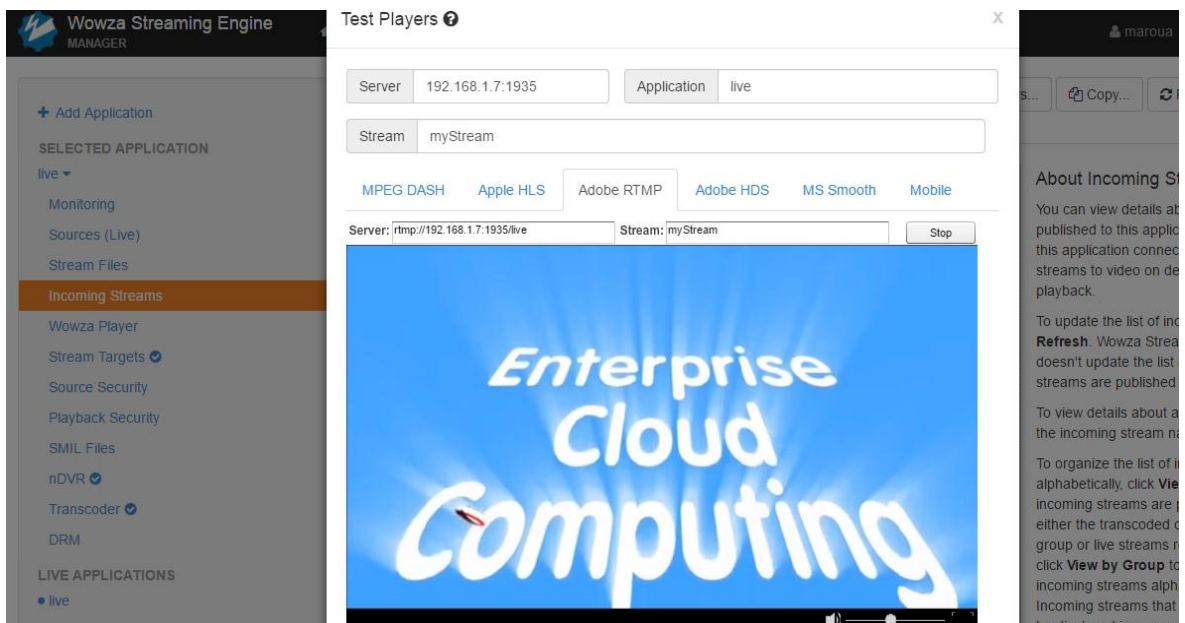 Wowza Streaming Engine
MANAGER
maroua
Test Players
X
Server 192.168.1.7:1935 Application live
Stream myStream
MPEG DASH Apple HLS Adobe RTMP Adobe HDS MS Smooth Mobile
Server: rtmp://192.168.1.7:1935/live Stream: myStream Stop
Enterprise
Cloud
Computing
+ Add Application
SELECTED APPLICATION
live
Monitoring
Sources (Live)
Stream Files
Incoming Streams
Wowza Player
Stream Targets
Source Security
Playback Security
SMIL Files
nDVR
Transcoder
DRM
LIVE APPLICATIONS
live
s... Copy...
About Incoming St
You can view details ab
published to this applic
this application connec
streams to video on de
playback.
To update the list of inc
Refresh. Wowza Strea
doesn't update the list
streams are published
To view details about a
the incoming stream na
To organize the list of i
alphabetically, click Vie
incoming streams are p
either the transcoded o
group or live streams r
click View by Group to
incoming streams alph
Incoming streams that